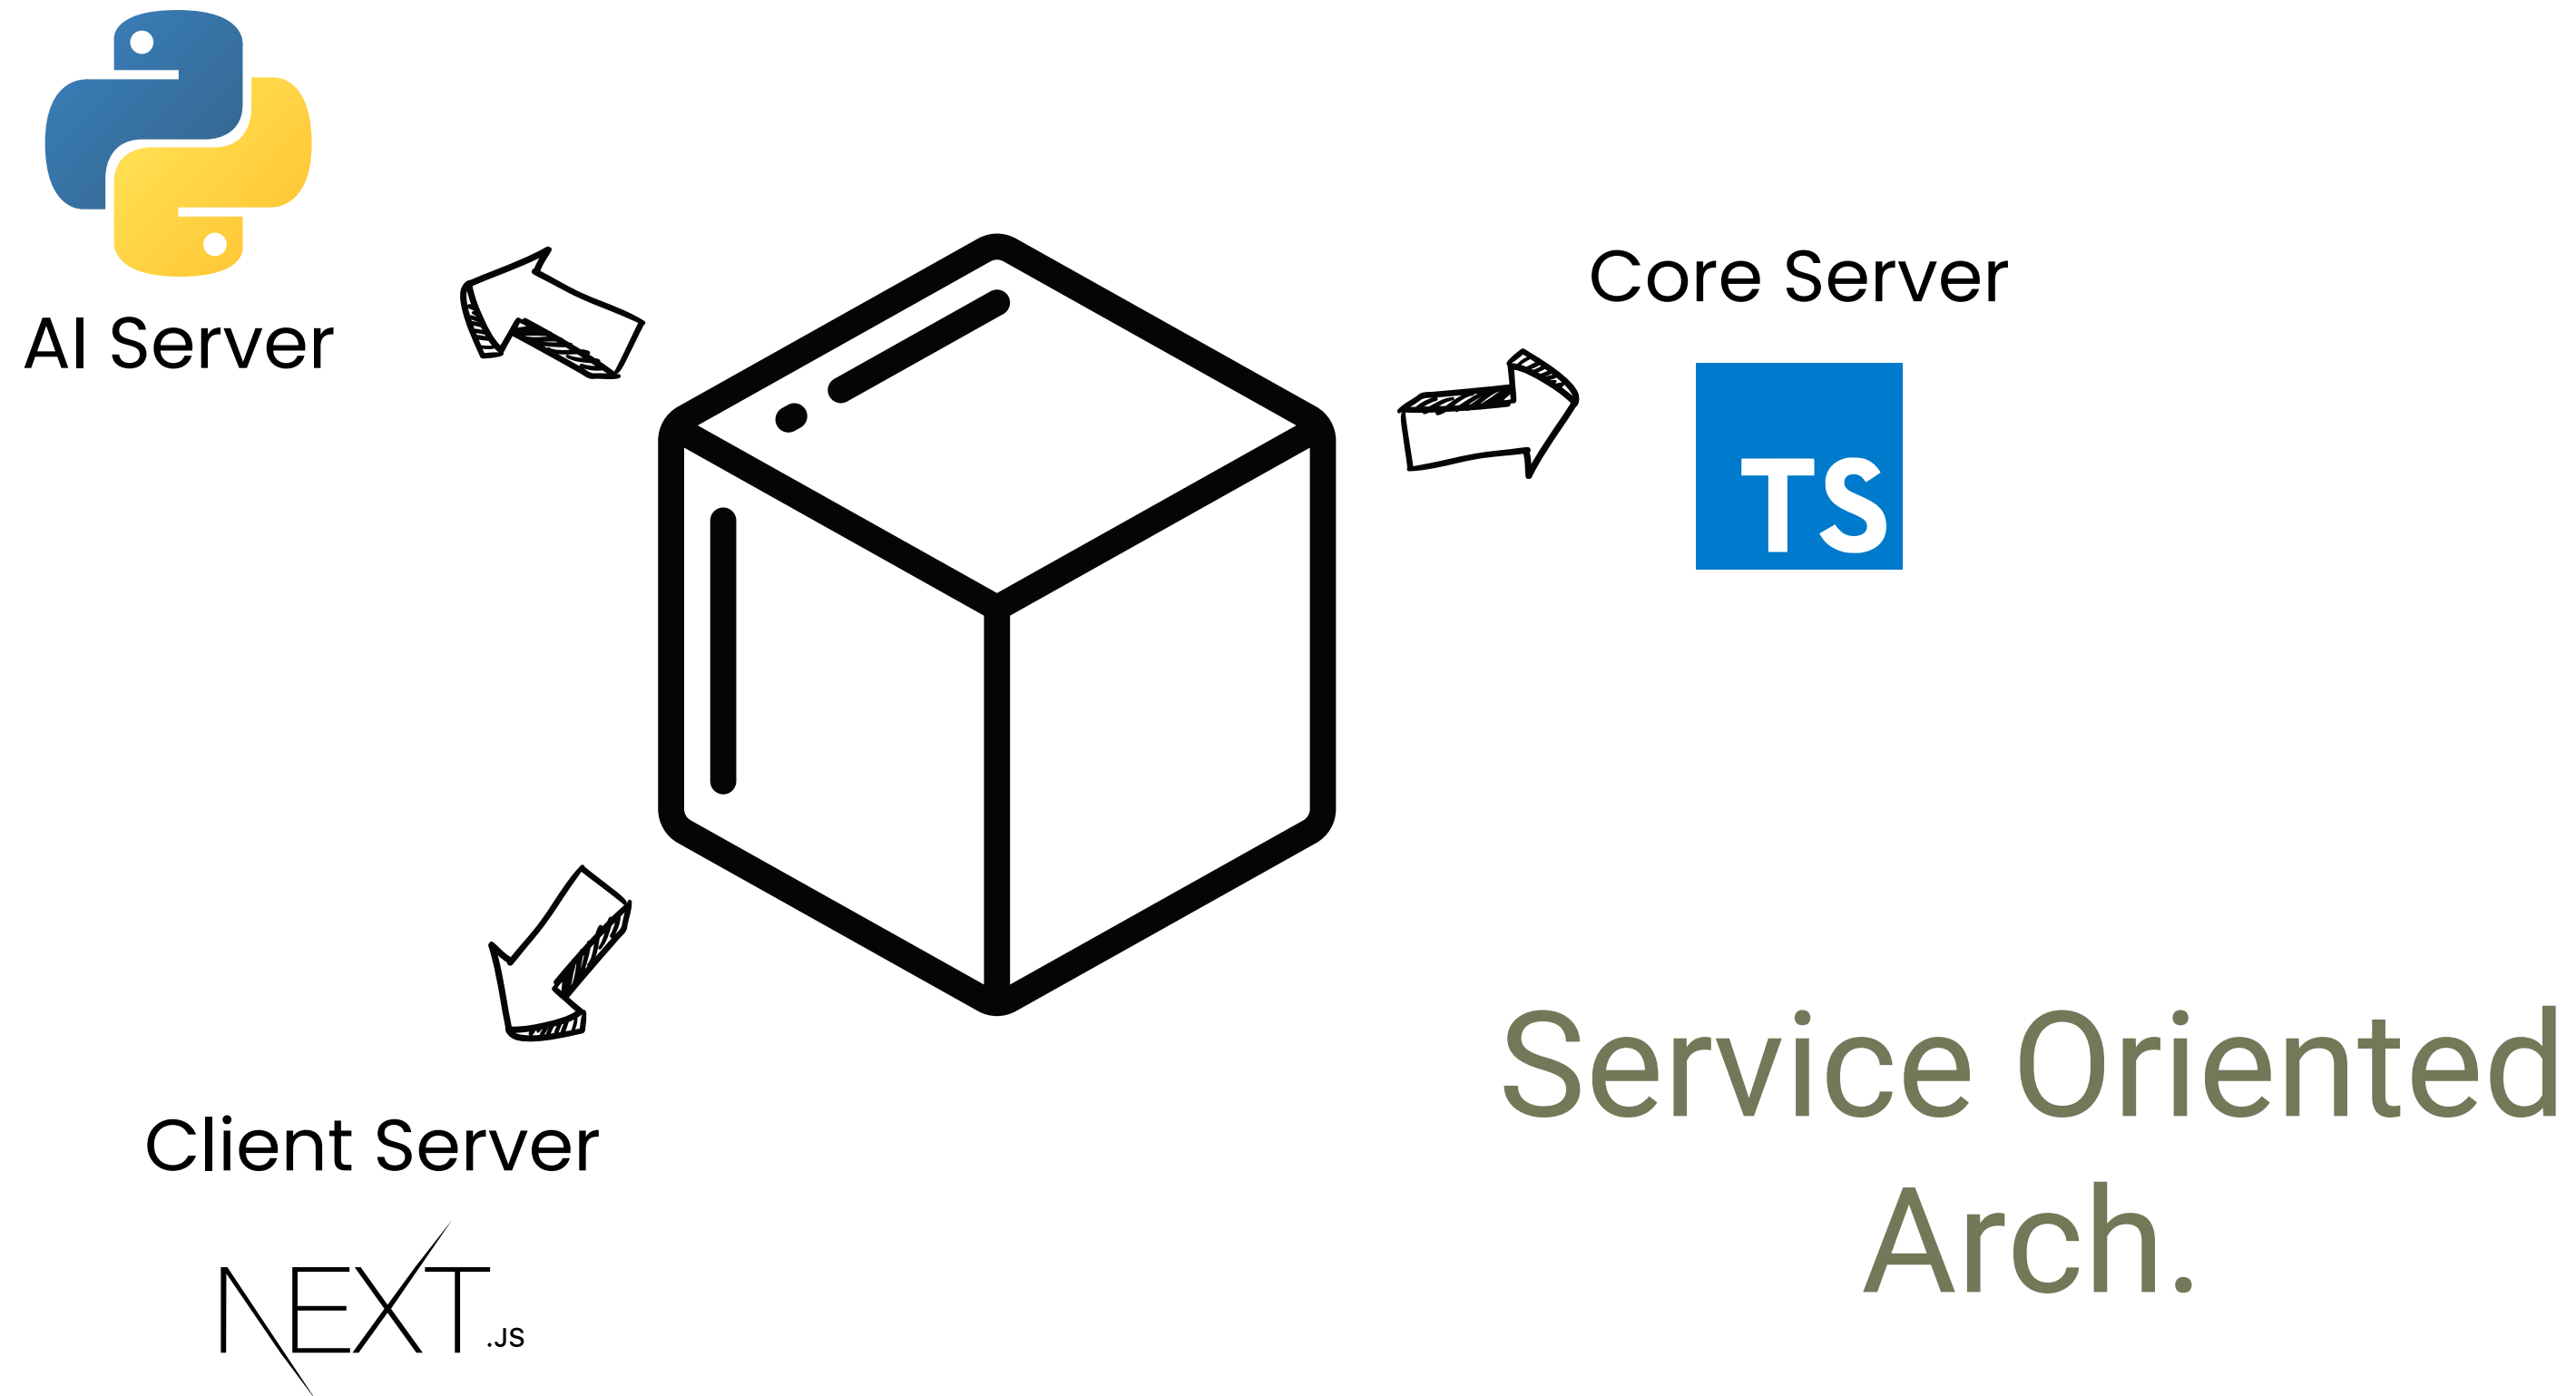 AI Server
Core Server
TS
Client Server
NEXT.JS
Service Oriented
Arch.